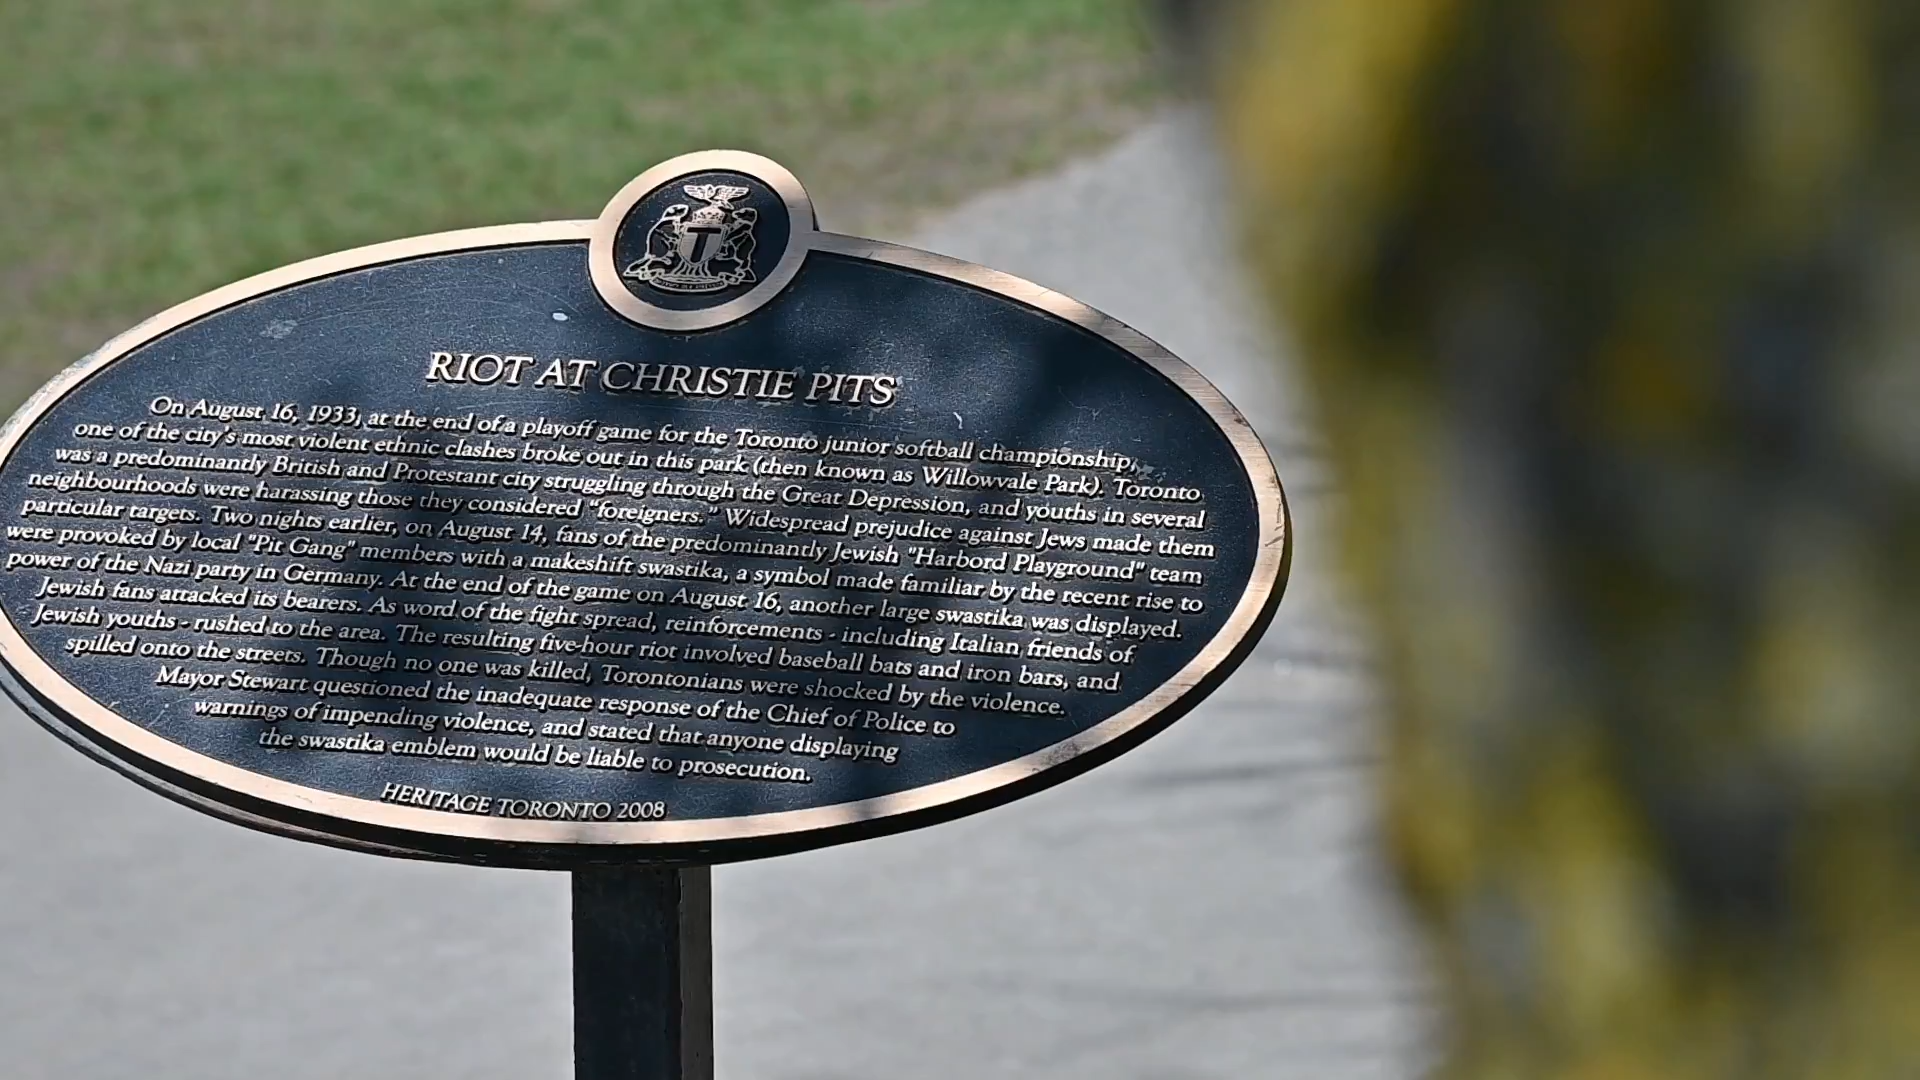 T
RIOT AT CHRISTIE PITS
On August 16, 1933, at the end of a playoff game for the Toronto junior softball championship,
one of the city's most violent ethnic clashes broke out in this park (then known as Willowvale Park). Toronto
was a predominantly British and Protestant city struggling through the Great Depression, and youths in several
neighbourhoods were harassing those they considered "foreigners." Widespread prejudice against Jews made them
particular targets. Two nights earlier, on August 14, fans of the predominantly Jewish "Harbord Playground" team
were provoked by local "Pit Gang" members with a makeshift swastika, a symbol made familiar by the recent rise to
power of the Nazi party in Germany. At the end of the game on August 16, another large swastika was displayed.
Jewish fans attacked its bearers. As word of the fight spread, reinforcements - including Italian friends of
Jewish youths - rushed to the area. The resulting five-hour riot involved baseball bats and iron bars, and
spilled onto the streets. Though no one was killed, Torontonians were shocked by the violence.
Mayor Stewart questioned the inadequate response of the Chief of Police to
warnings of impending violence, and stated that anyone displaying
the swastika emblem would be liable to prosecution.
HERITAGE TORONTO 2008